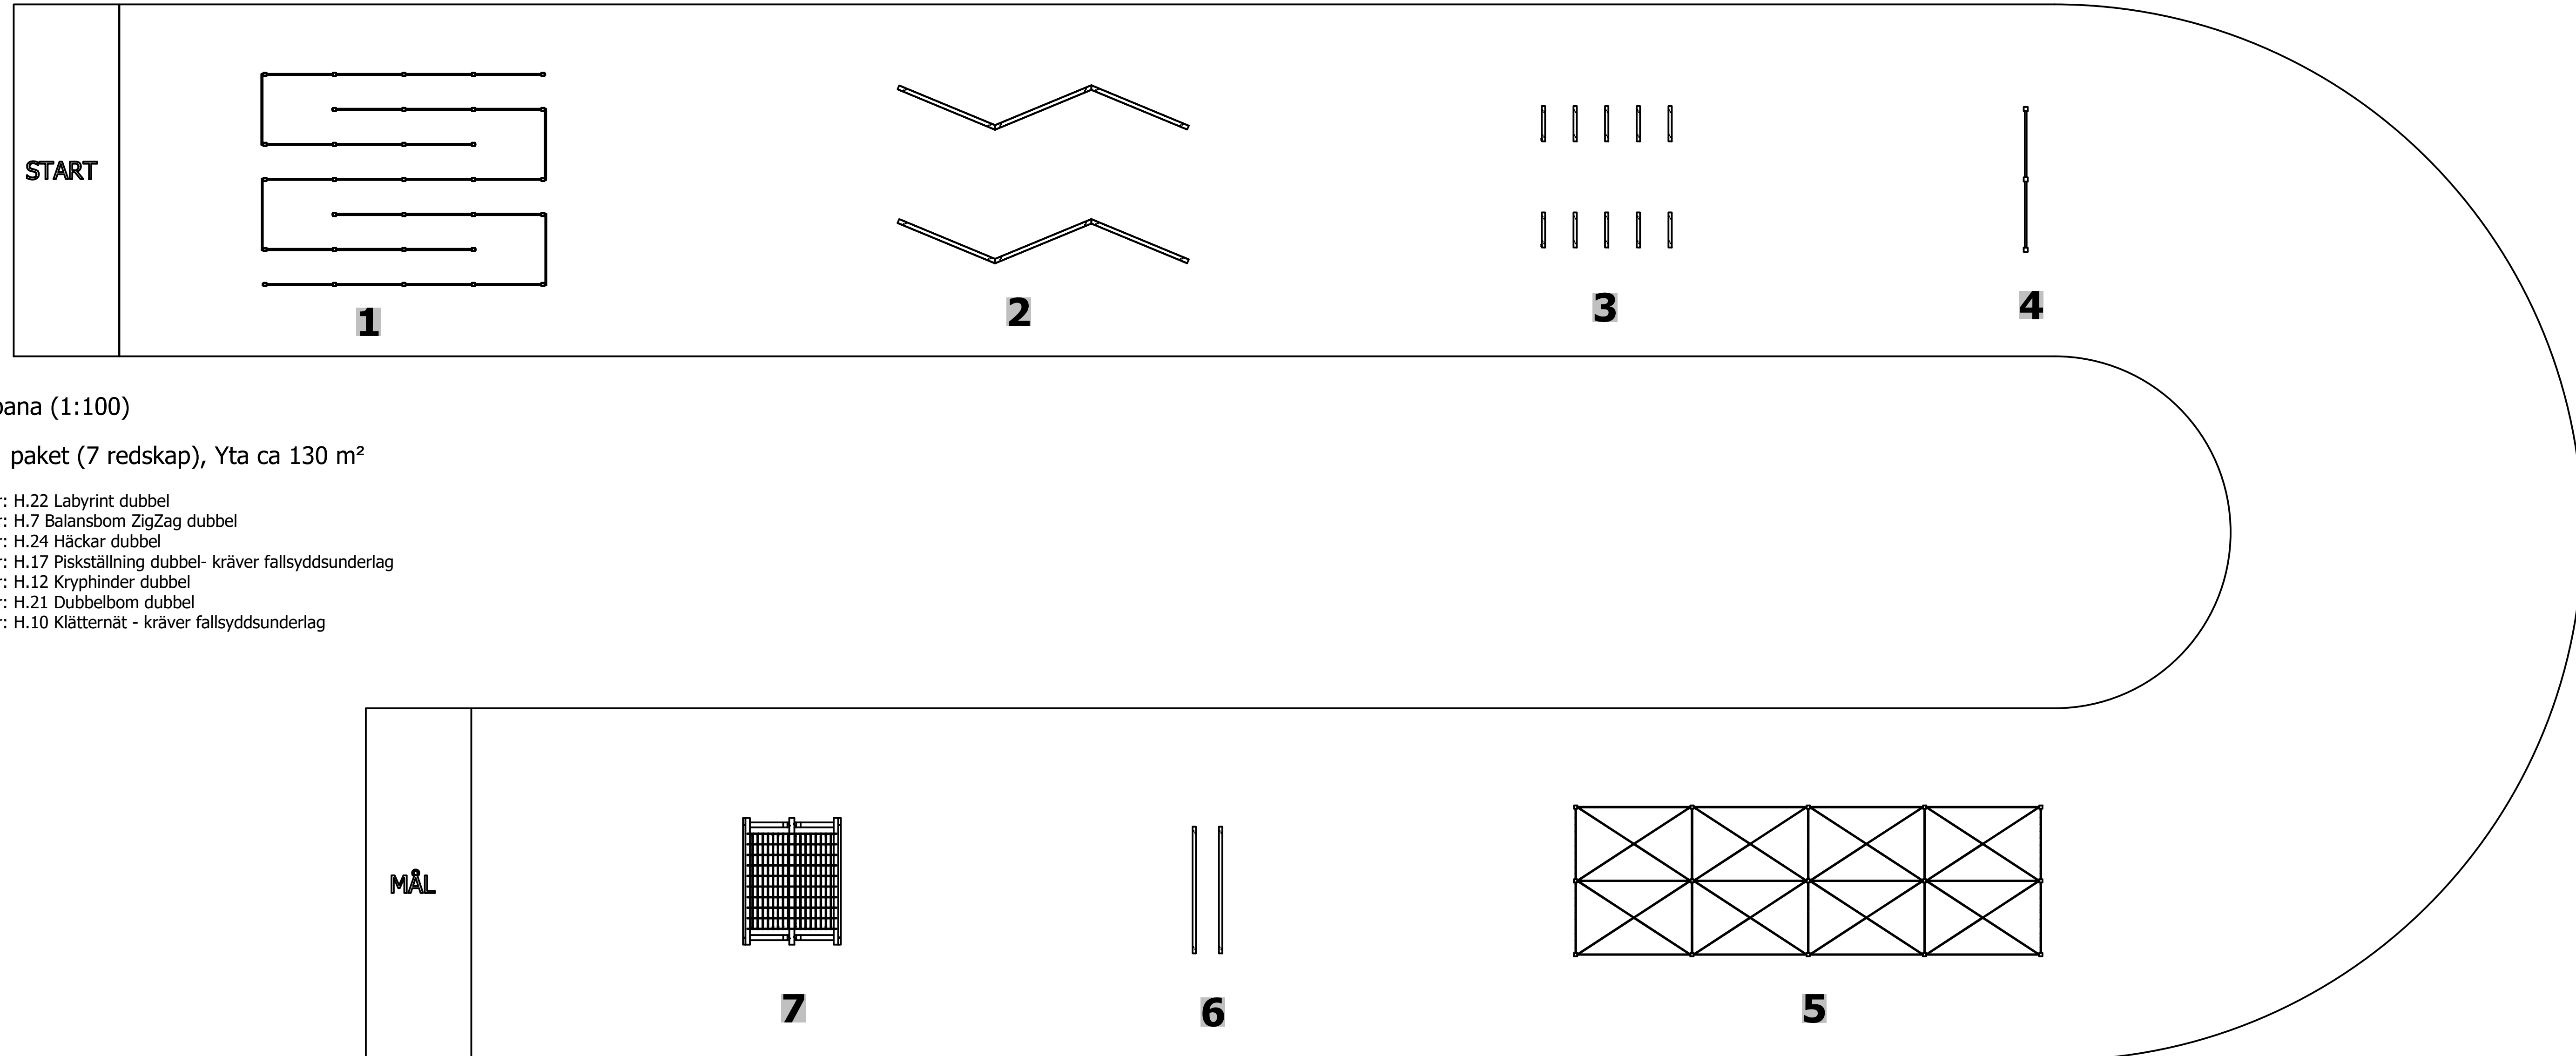 START
1
2
3
4
bana (1:100)
paket (7 redskap), Yta ca 130 m²
r: H.22 Labyrint dubbel
r: H.7 Balansbom ZigZag dubbel
r: H.24 Häckar dubbel
r: H.17 Piskställning dubbel- kräver fallsyddsunderlag
r: H.12 Kryphinder dubbel
r: H.21 Dubbelbom dubbel
r: H.10 Klätternät - kräver fallsyddsunderlag
MÅL
7
6
5